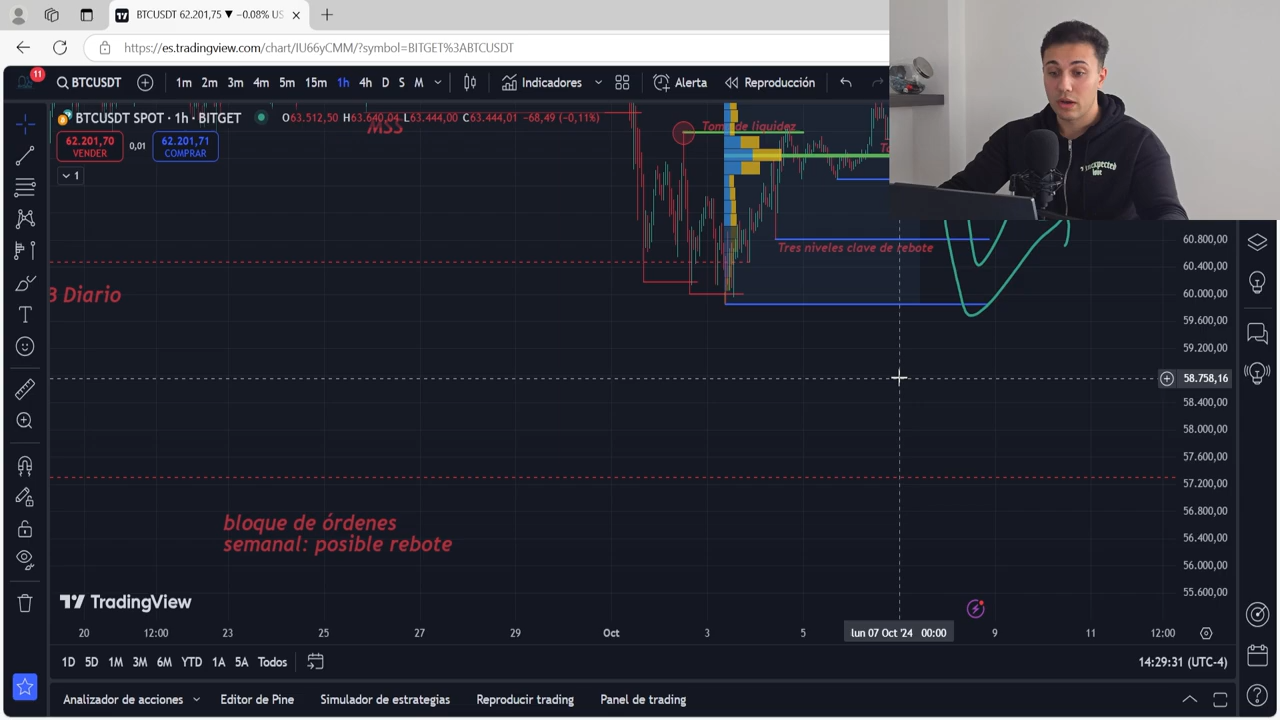 BTCUSDT 62.201,75 ▼ −0.08% US
https://es.tradingview.com/chart/IU66yCMM/?symbol=BITGET%3ABTCUSDT
11
BTCUSDT
1m 2m 3m 4m 5m 15m 1h 4h D S M
Indicadores
Alerta
Reproducción
BTCUSDT SPOT · 1h · BITGET
O63.512,50 H63.640,04 L63.444,00 C63.444,01 −68,49 (−0,11%)
MSS
Toma de liquidez
62.201,70
VENDER
0,01
62.201,71
COMPRAR
1
unexpected
love
Tres niveles clave de rebote
B Diario
60.800,00
60.400,00
60.000,00
59.600,00
59.200,00
58.758,16
58.400,00
58.000,00
57.600,00
57.200,00
56.800,00
56.400,00
56.000,00
55.600,00
bloque de órdenes
semanal: posible rebote
TradingView
20 12:00 23 25 27 29 Oct 3 5 lun 07 Oct '24 00:00 9 11 12:00
1D 5D 1M 3M 6M YTD 1A 5A Todos
14:29:31 (UTC-4)
Analizador de acciones
Editor de Pine
Simulador de estrategias
Reproducir trading
Panel de trading